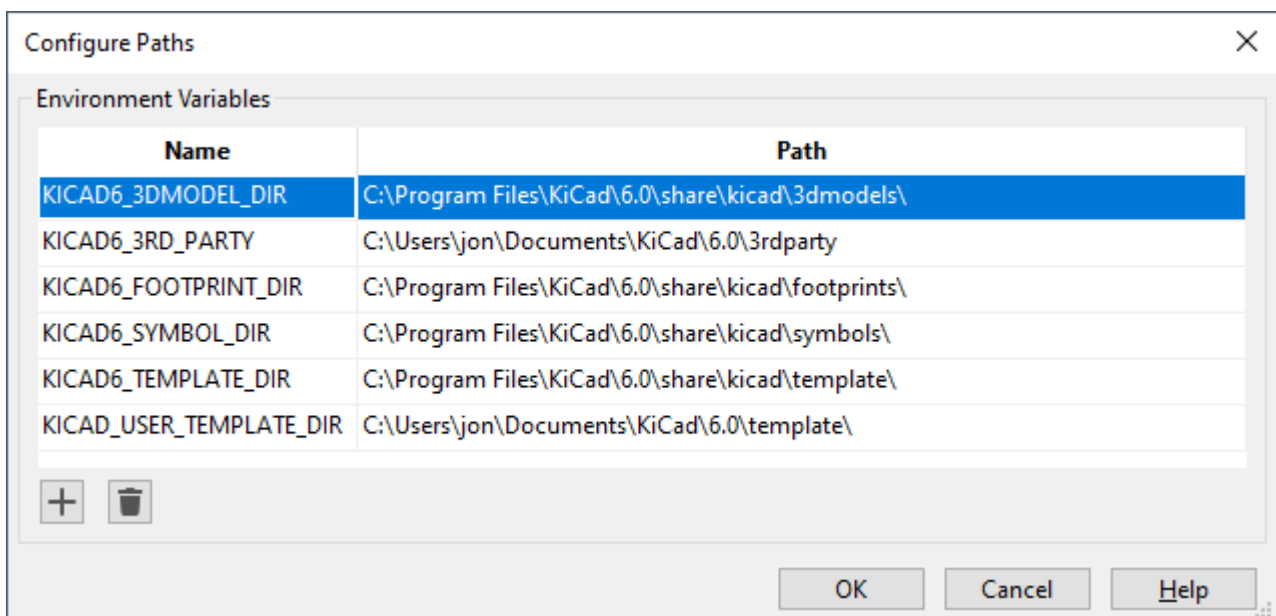 Configure Paths
Environment Variables
Name Path
KICAD6_3DMODEL_DIR C:\Program Files\KiCad\6.0\share\kicad\3dmodels\
KICAD6_3RD_PARTY C:\Users\jon\Documents\KiCad\6.0\3rdparty
KICAD6_FOOTPRINT_DIR C:\Program Files\KiCad\6.0\share\kicad\footprints\
KICAD6_SYMBOL_DIR C:\Program Files\KiCad\6.0\share\kicad\symbols\
KICAD6_TEMPLATE_DIR C:\Program Files\KiCad\6.0\share\kicad\template\
KICAD_USER_TEMPLATE_DIR C:\Users\jon\Documents\KiCad\6.0\template\
OK Cancel Help